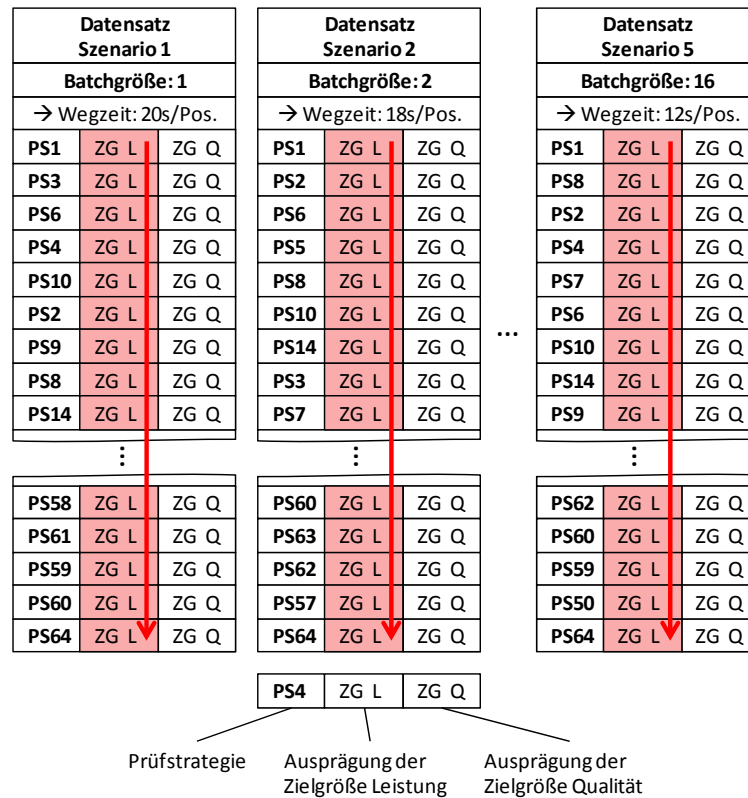 Datensatz
Szenario 1
Batchgröße: 1
→ Wegzeit: 20s/Pos.
PS1 ZG L ZG Q
PS3 ZG L ZG Q
PS6 ZG L ZG Q
PS4 ZG L ZG Q
PS10 ZG L ZG Q
PS2 ZG L ZG Q
PS9 ZG L ZG Q
PS8 ZG L ZG Q
PS14 ZG L ZG Q
⋮
PS58 ZG L ZG Q
PS61 ZG L ZG Q
PS59 ZG L ZG Q
PS60 ZG L ZG Q
PS64 ZG L ZG Q
Datensatz
Szenario 2
Batchgröße: 2
→ Wegzeit: 18s/Pos.
PS1 ZG L ZG Q
PS2 ZG L ZG Q
PS6 ZG L ZG Q
PS5 ZG L ZG Q
PS8 ZG L ZG Q
PS10 ZG L ZG Q
PS14 ZG L ZG Q
PS3 ZG L ZG Q
PS7 ZG L ZG Q
⋮
PS60 ZG L ZG Q
PS63 ZG L ZG Q
PS62 ZG L ZG Q
PS57 ZG L ZG Q
PS64 ZG L ZG Q
...
Datensatz
Szenario 5
Batchgröße: 16
→ Wegzeit: 12s/Pos.
PS1 ZG L ZG Q
PS8 ZG L ZG Q
PS2 ZG L ZG Q
PS4 ZG L ZG Q
PS7 ZG L ZG Q
PS6 ZG L ZG Q
PS10 ZG L ZG Q
PS14 ZG L ZG Q
PS9 ZG L ZG Q
⋮
PS62 ZG L ZG Q
PS60 ZG L ZG Q
PS59 ZG L ZG Q
PS50 ZG L ZG Q
PS64 ZG L ZG Q
PS4 ZG L ZG Q
Prüfstrategie
Ausprägung der
Zielgröße Leistung
Ausprägung der
Zielgröße Qualität